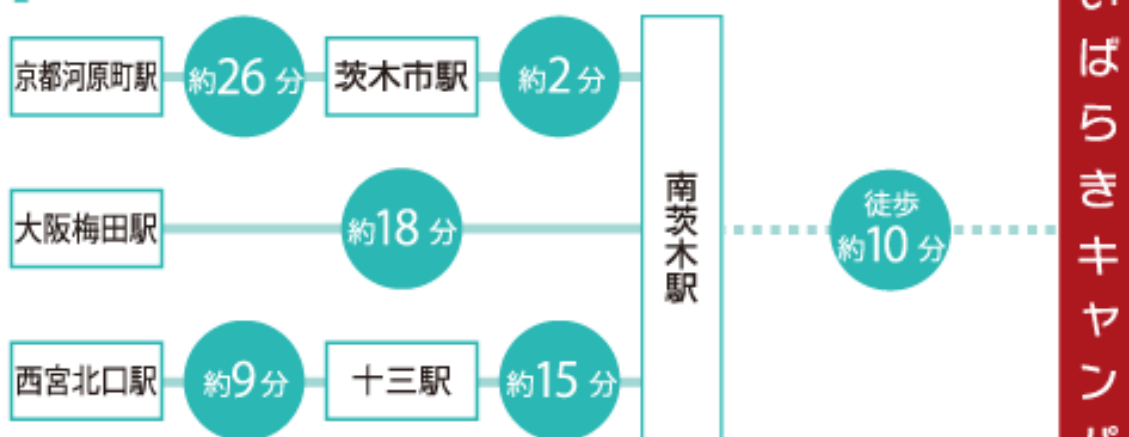 京都河原町駅
約26分
茨木市駅
約2分
大阪梅田駅
約18分
西宮北口駅
約9分
十三駅
約15分
南茨木駅
徒歩
約10分
いばらきキャンパ